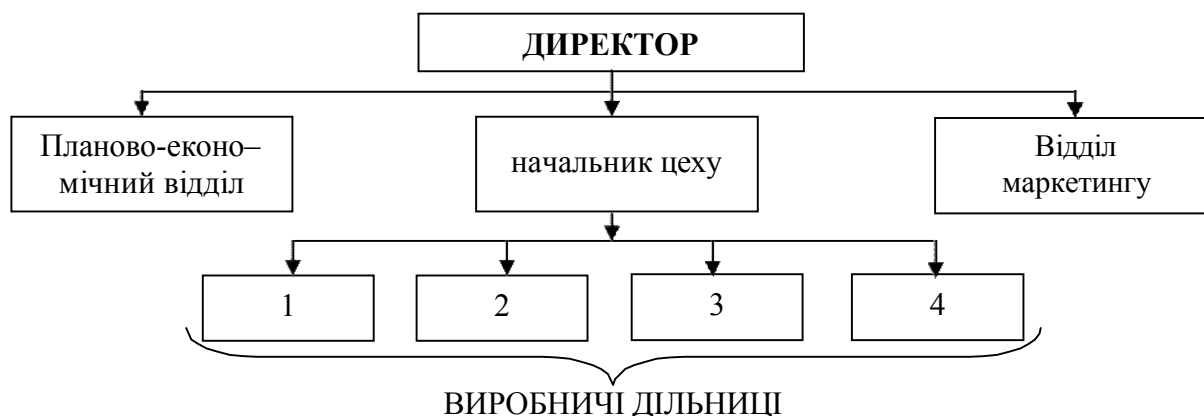 ДИРЕКТОР
Планово-еконо–
мічний відділ
начальник цеху
Відділ
маркетингу
1
2
3
4
ВИРОБНИЧІ ДІЛЬНИЦІ